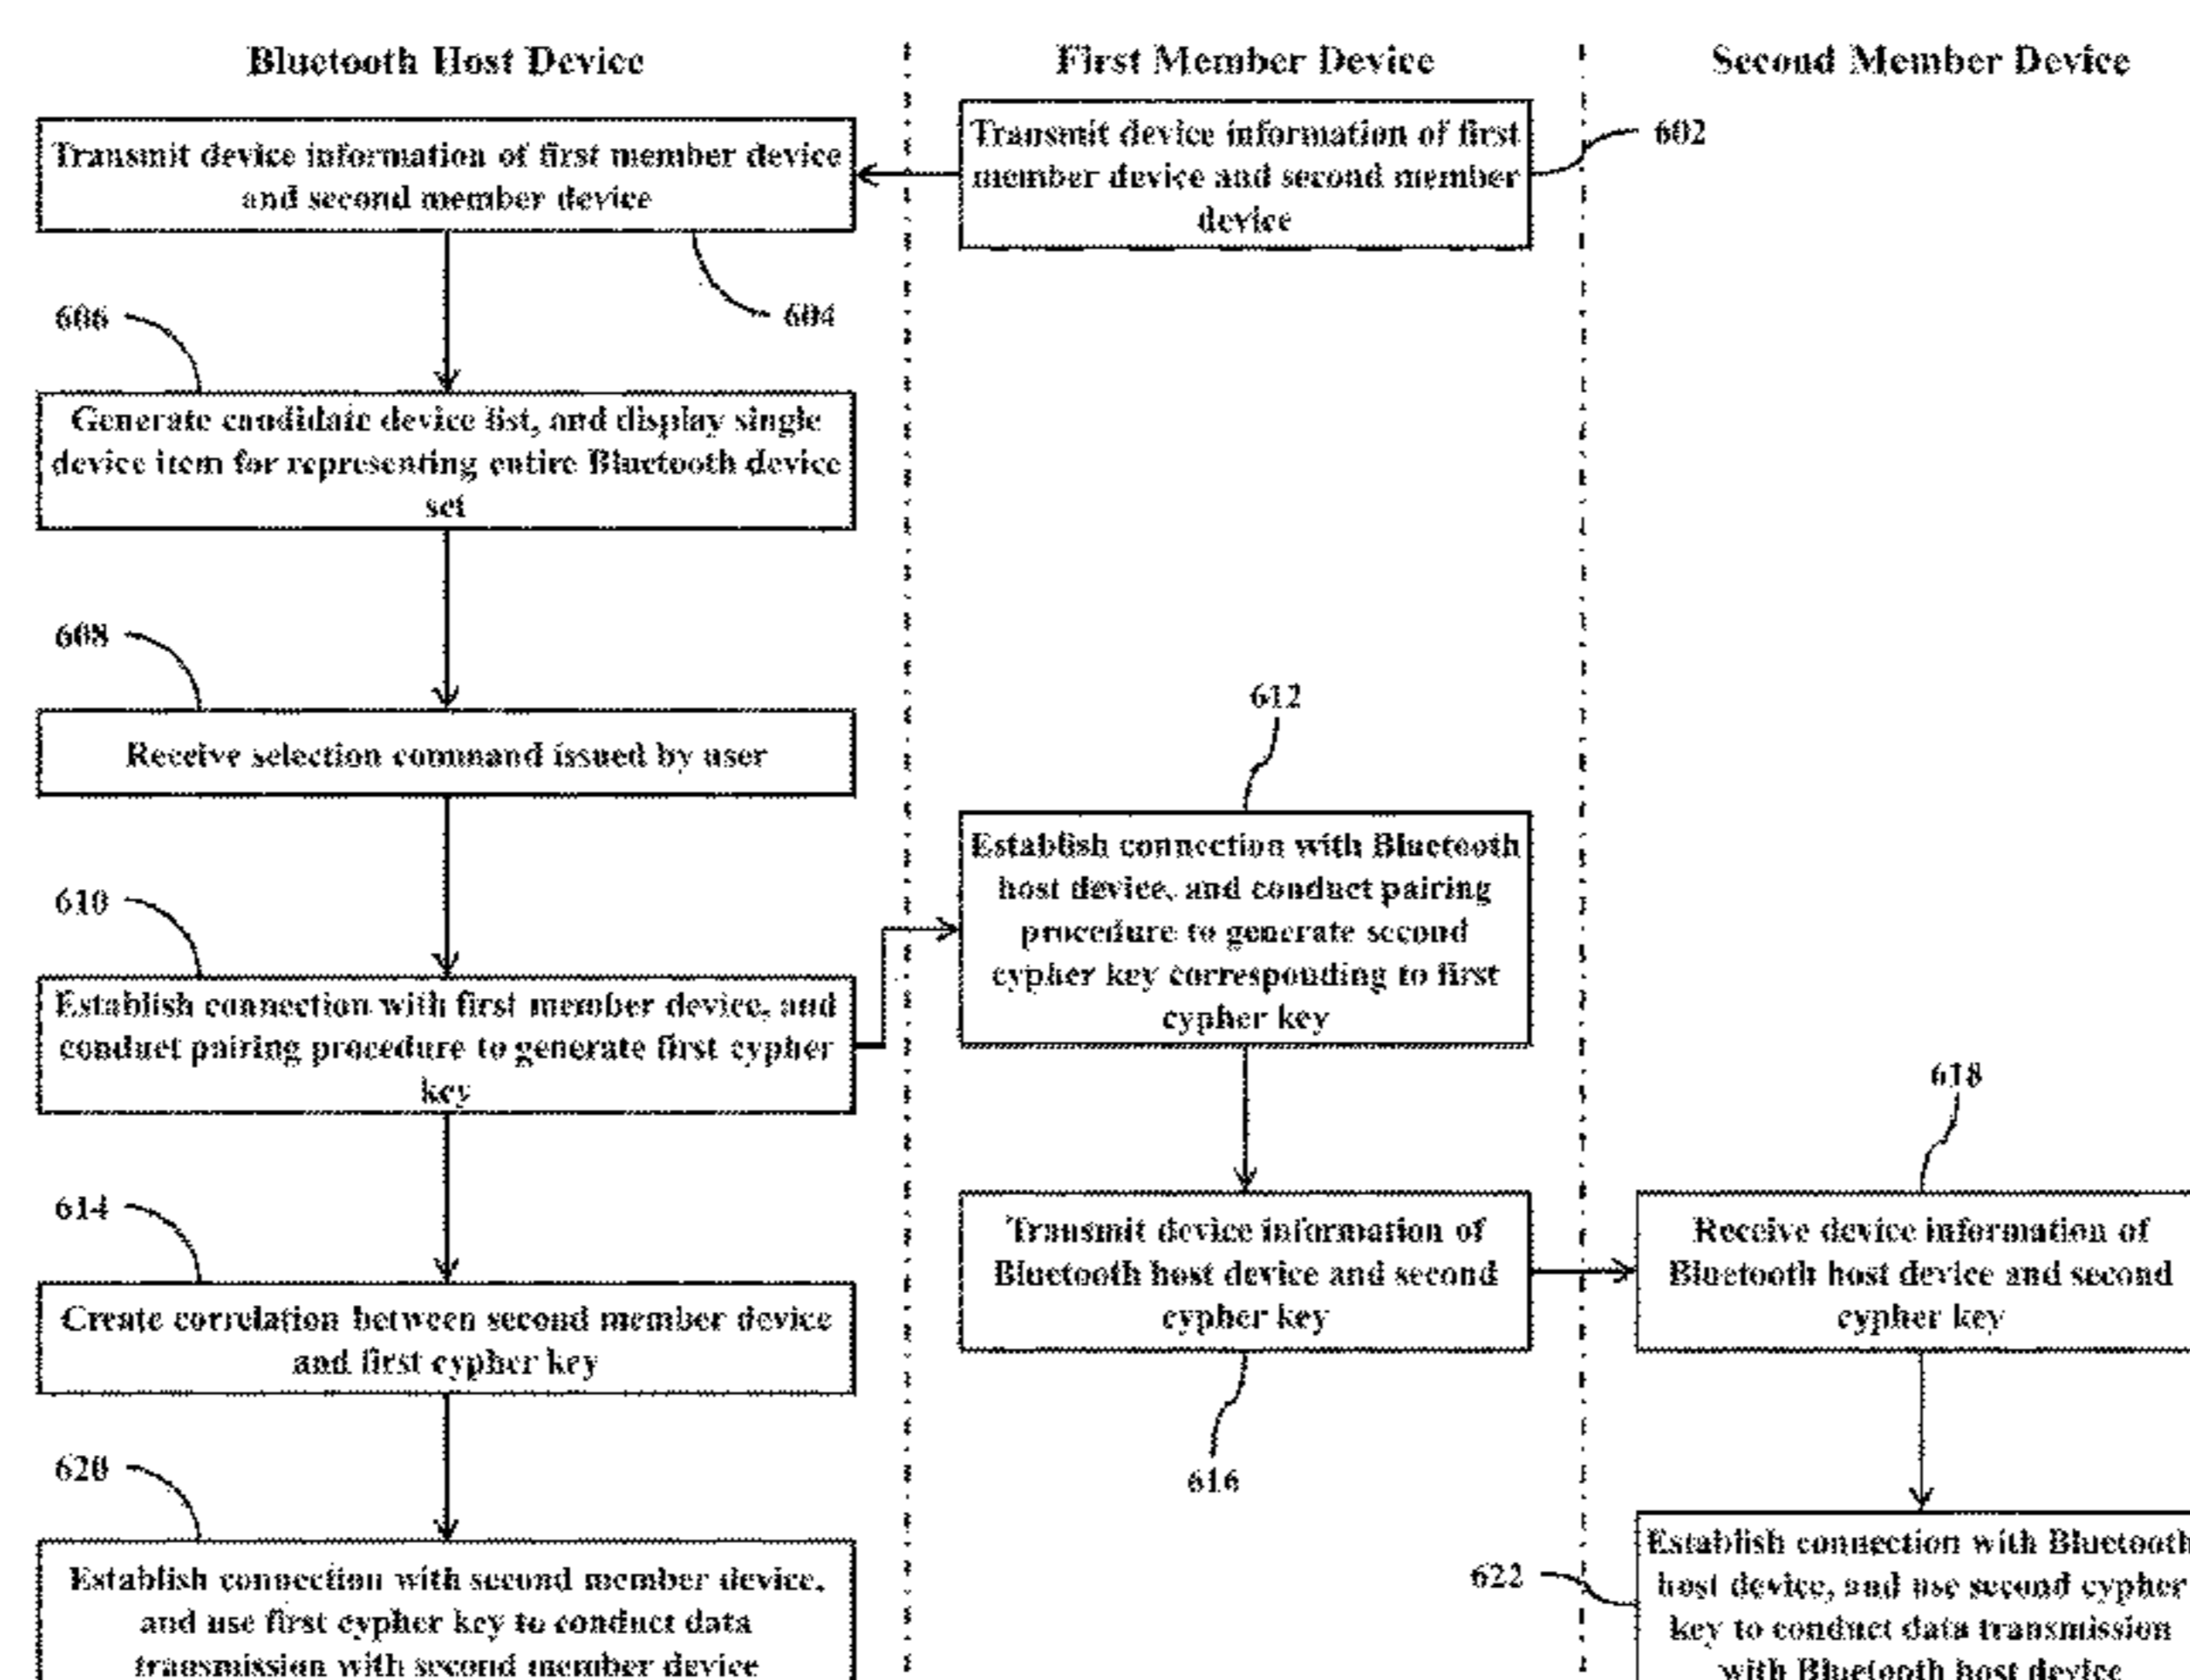 Bluetooth Host Device
First Member Device
Second Member Device
Transmit device information of first member device
and second member device
604
Transmit device information of first
member device and second member
device
602
606
Generate candidate device list, and display single
device item for representing entire Bluetooth device
set
608
Receive selection command issued by user
610
Establish connection with first member device, and
conduct pairing procedure to generate first cypher
key
612
Establish connection with Bluetooth
host device, and conduct pairing
procedure to generate second
cypher key corresponding to first
cypher key
614
Create correlation between second member device
and first cypher key
Transmit device information of
Bluetooth host device and second
cypher key
616
618
Receive device information of
Bluetooth host device and second
cypher key
620
Establish connection with second member device,
and use first cypher key to conduct data
transmission with second member device
622
Establish connection with Bluetooth
host device, and use second cypher
key to conduct data transmission
with Bluetooth host device